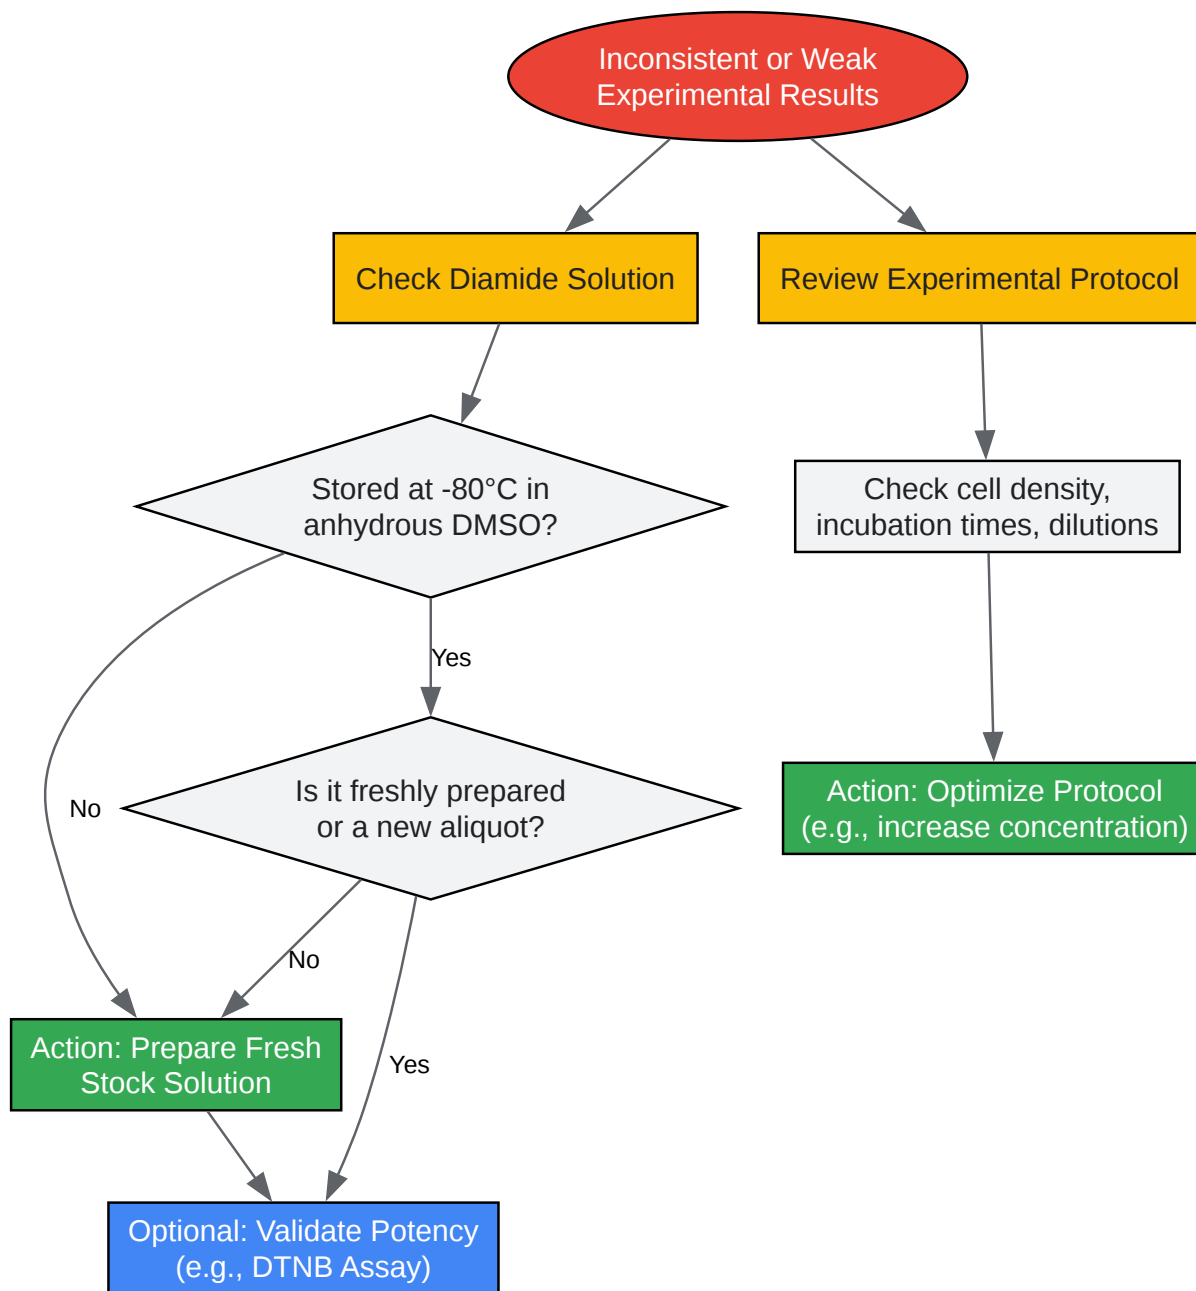 Inconsistent or Weak
Experimental Results
Check Diamide Solution
Review Experimental Protocol
Stored at -80°C in
anhydrous DMSO?
Check cell density,
incubation times, dilutions
Yes
Is it freshly prepared
or a new aliquot?
No
Action: Optimize Protocol
(e.g., increase concentration)
No
Action: Prepare Fresh
Stock Solution
Yes
Optional: Validate Potency
(e.g., DTNB Assay)